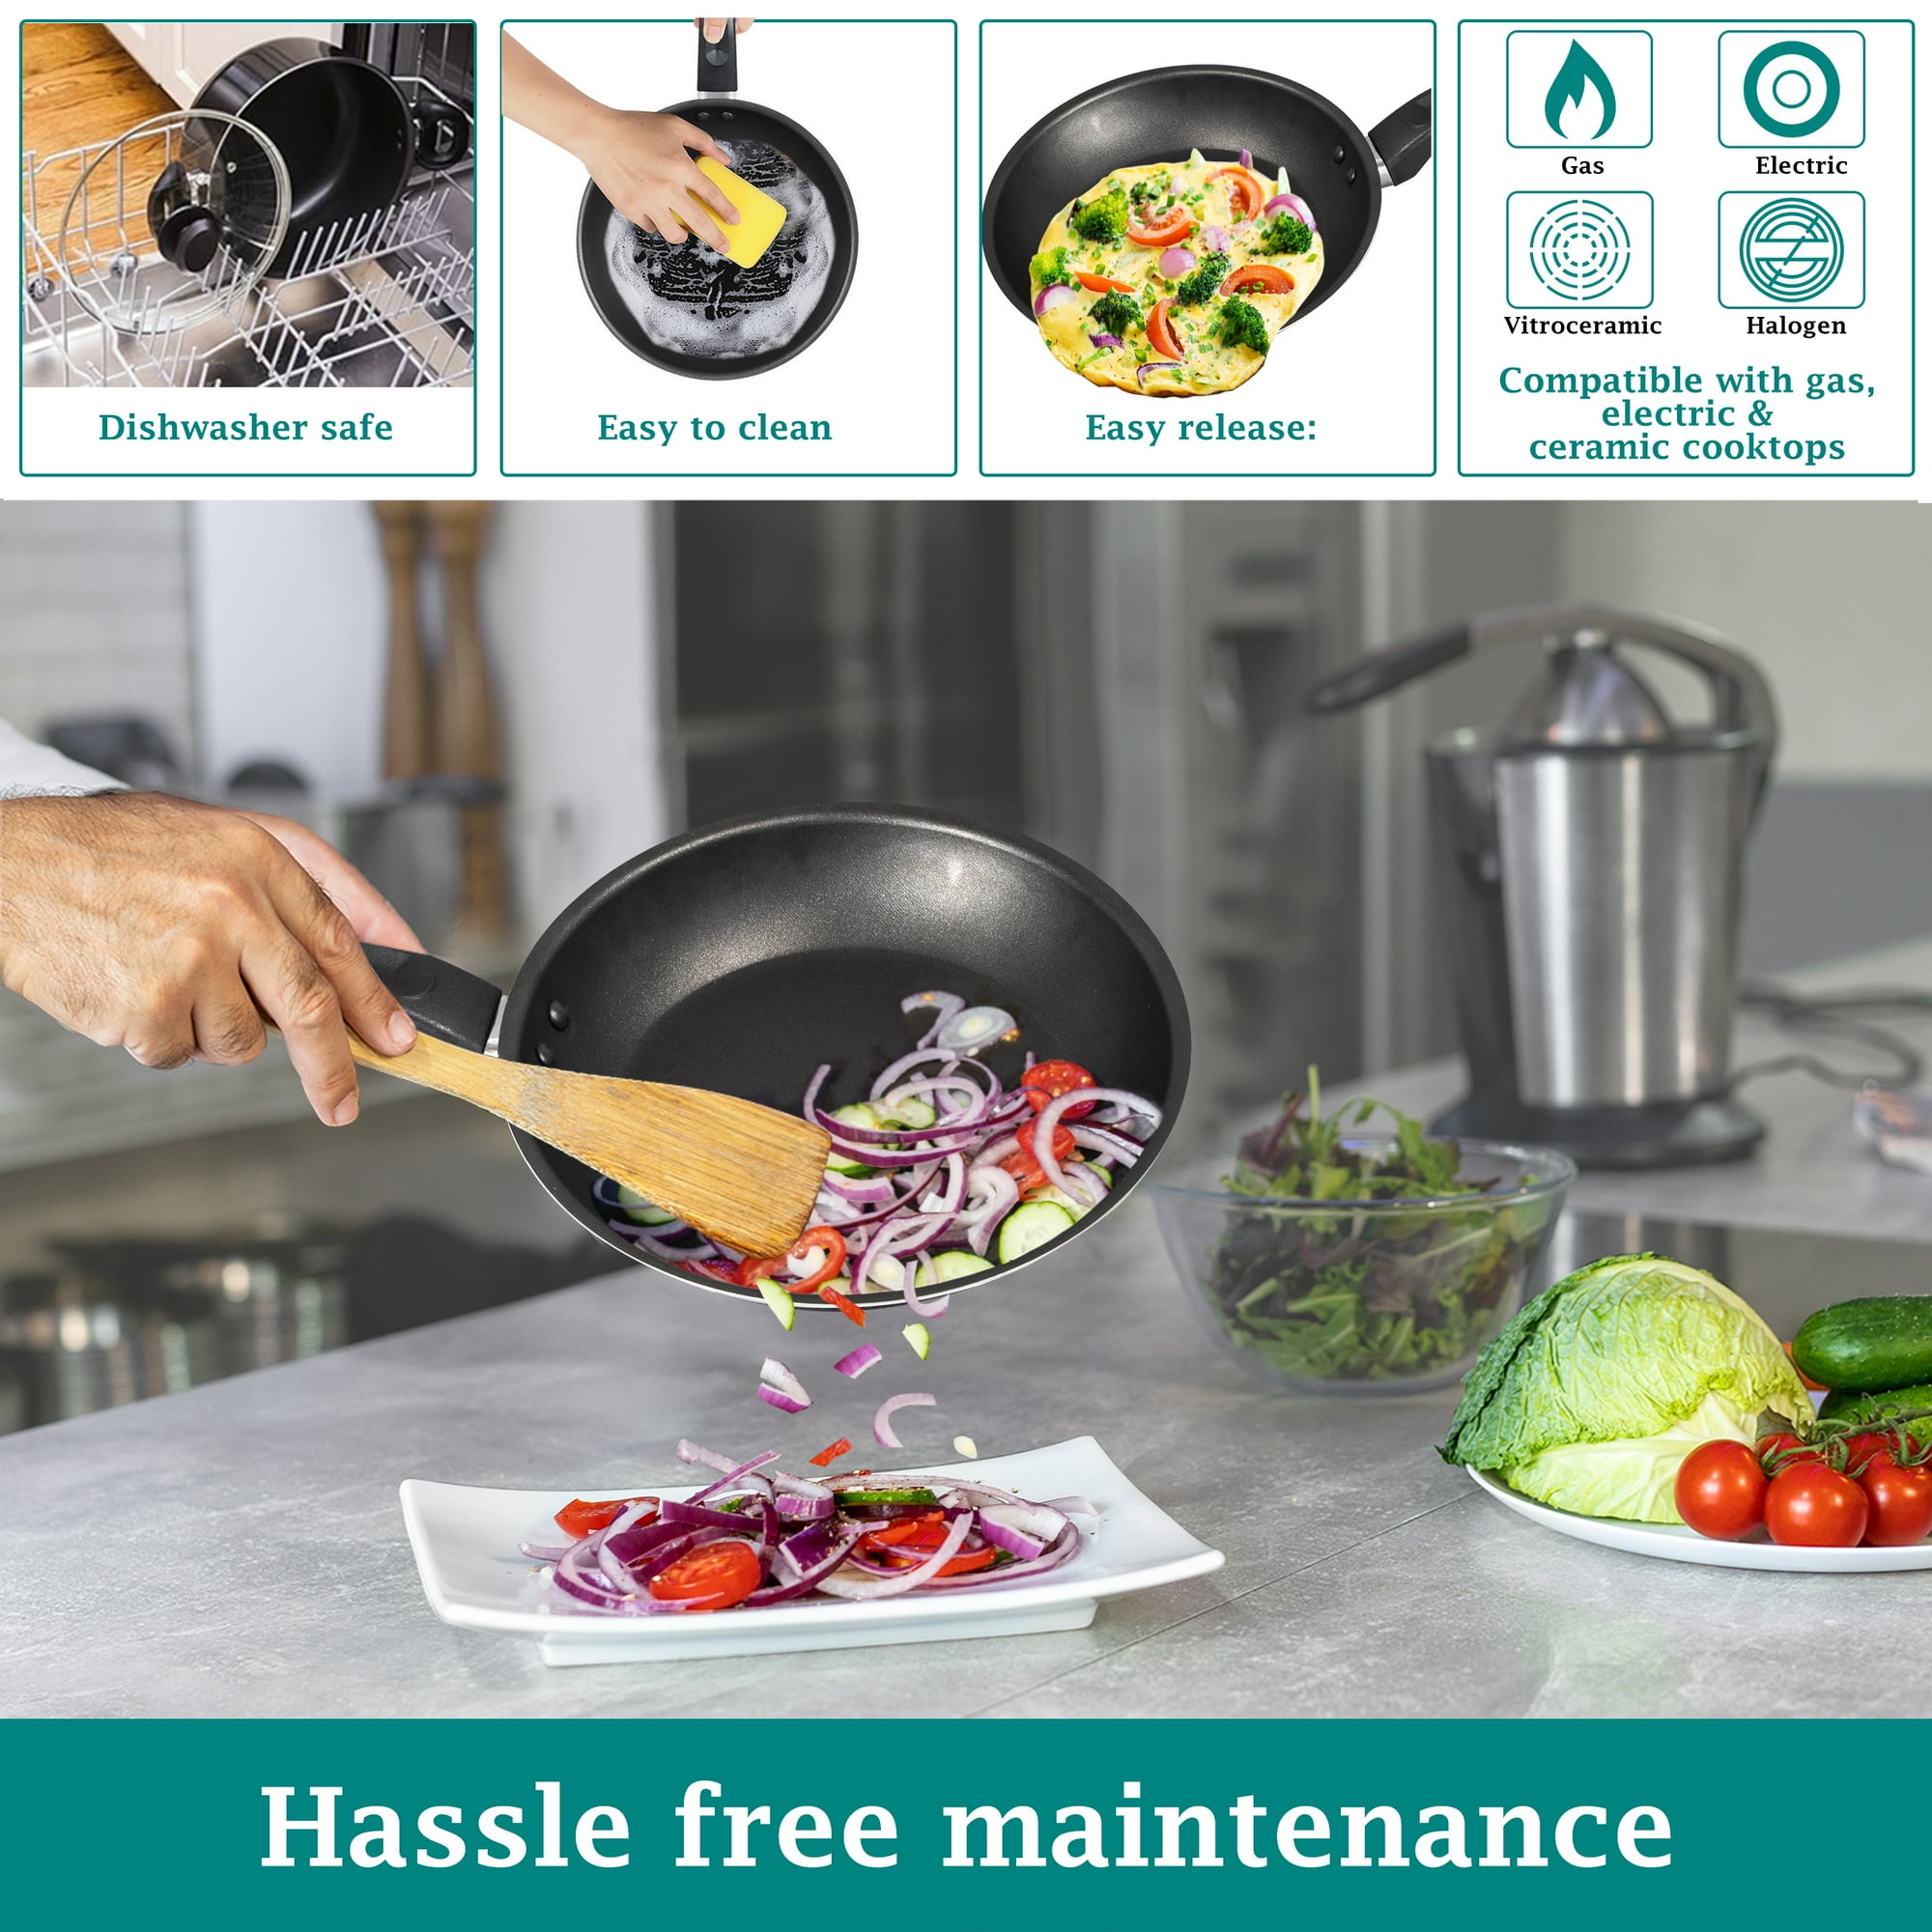 Dishwasher safe
Easy to clean
Easy release:
Gas
Electric
Vitroceramic
Halogen
Compatible with gas,
electric &
ceramic cooktops
Hassle free maintenance